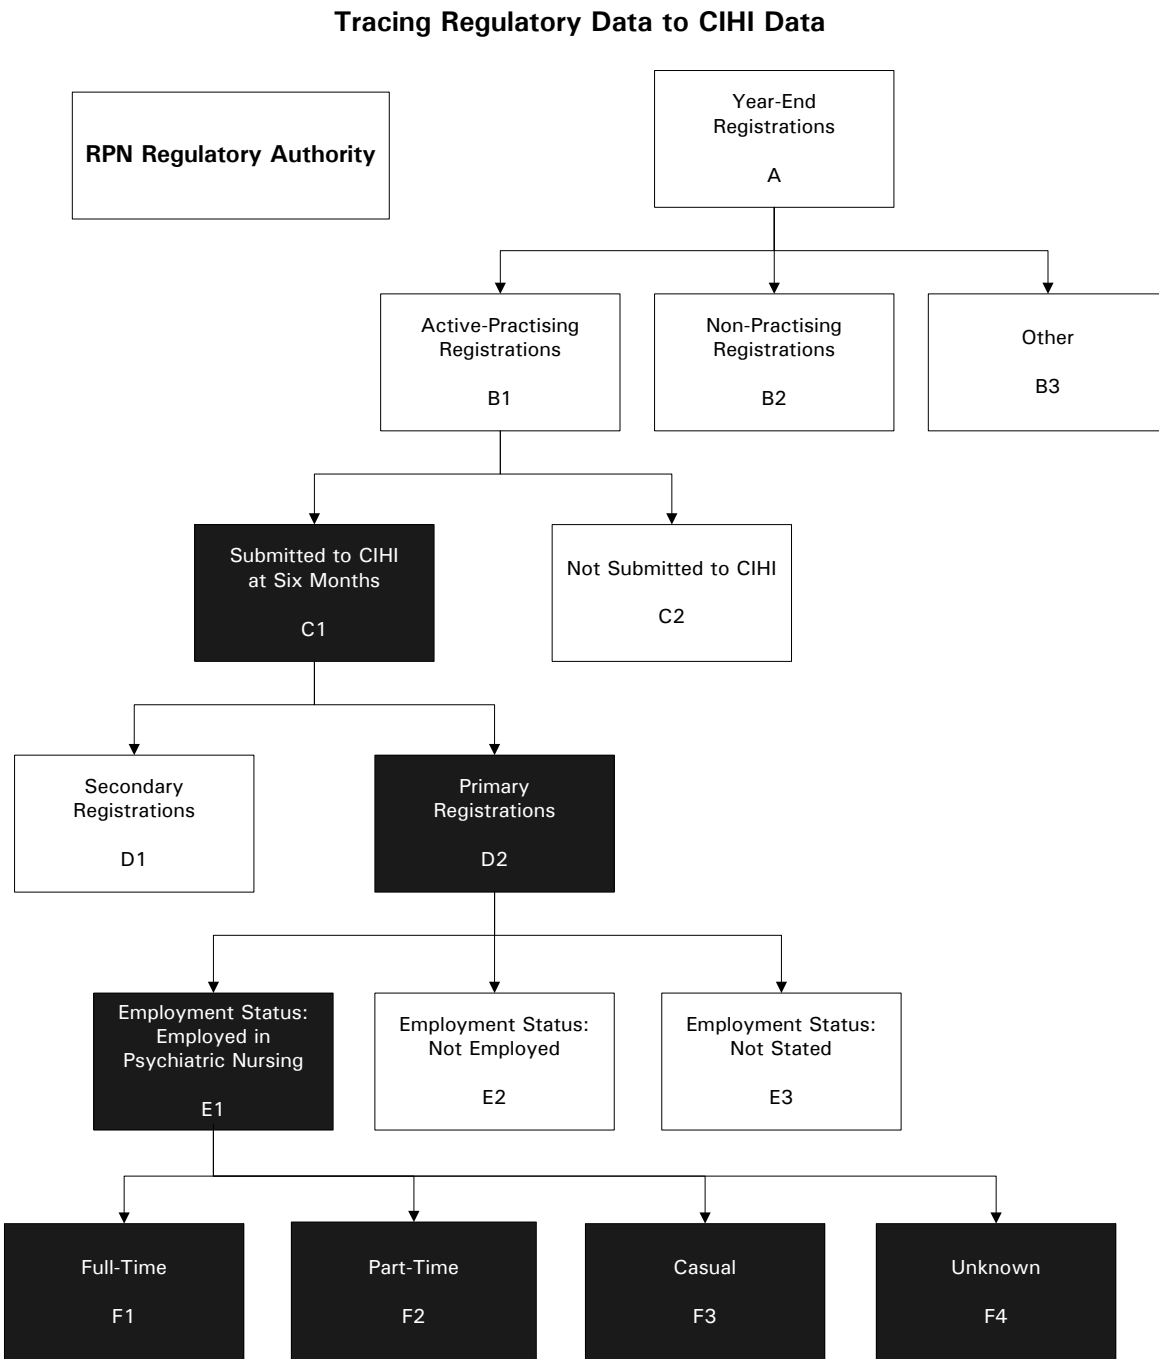 Tracing Regulatory Data to CIHI Data
RPN Regulatory Authority
Year-End
Registrations
A
Active-Practising
Registrations
B1
Non-Practising
Registrations
B2
Other
B3
Submitted to CIHI
at Six Months
C1
Not Submitted to CIHI
C2
Secondary
Registrations
D1
Primary
Registrations
D2
Employment Status:
Employed in
Psychiatric Nursing
E1
Employment Status:
Not Employed
E2
Employment Status:
Not Stated
E3
Full-Time
F1
Part-Time
F2
Casual
F3
Unknown
F4